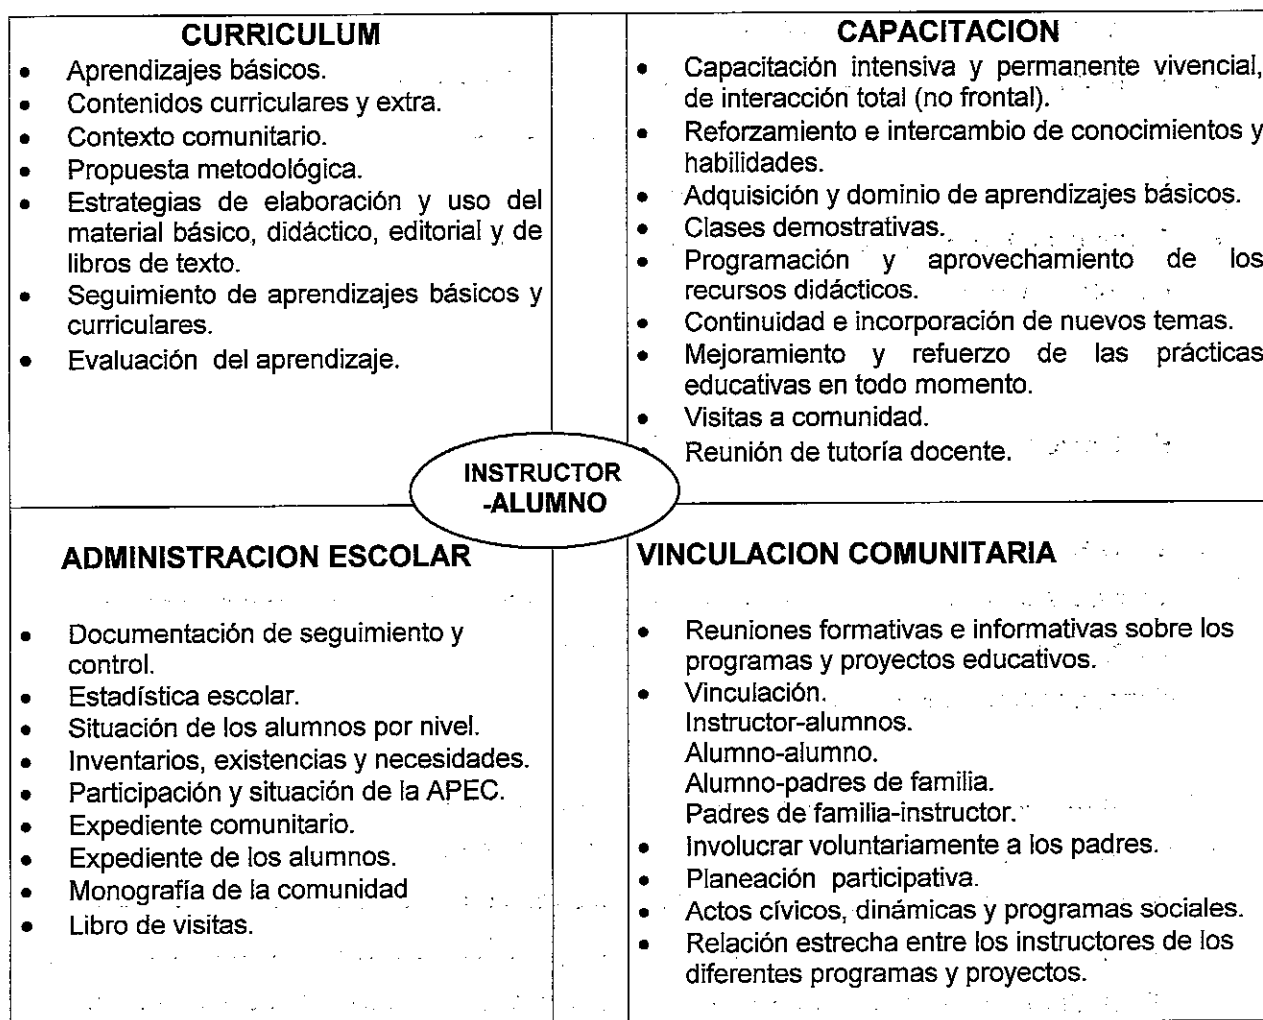 CURRICULUM
• Aprendizajes básicos.
• Contenidos curriculares y extra.
• Contexto comunitario.
• Propuesta metodológica.
• Estrategias de elaboración y uso del
material básico, didáctico, editorial y de
libros de texto.
• Seguimiento de aprendizajes básicos y
curriculares.
• Evaluación del aprendizaje.
CAPACITACION
• Capacitación intensiva y permanente vivencial,
de interacción total (no frontal).
• Reforzamiento e intercambio de conocimientos y
habilidades.
• Adquisición y dominio de aprendizajes básicos.
• Clases demostrativas.
• Programación y aprovechamiento de los
recursos didácticos.
• Continuidad e incorporación de nuevos temas.
• Mejoramiento y refuerzo de las prácticas
educativas en todo momento.
• Visitas a comunidad.
• Reunión de tutoría docente.
INSTRUCTOR
-ALUMNO
ADMINISTRACION ESCOLAR
• Documentación de seguimiento y
control.
• Estadística escolar.
• Situación de los alumnos por nivel.
• Inventarios, existencias y necesidades.
• Participación y situación de la APEC.
• Expediente comunitario.
• Expediente de los alumnos.
• Monografía de la comunidad
• Libro de visitas.
VINCULACION COMUNITARIA
• Reuniones formativas e informativas sobre los
programas y proyectos educativos.
• Vinculación.
Instructor-alumnos.
Alumno-alumno.
Alumno-padres de familia.
Padres de familia-instructor.
• Involucrar voluntariamente a los padres.
• Planeación participativa.
• Actos cívicos, dinámicas y programas sociales.
• Relación estrecha entre los instructores de los
diferentes programas y proyectos.